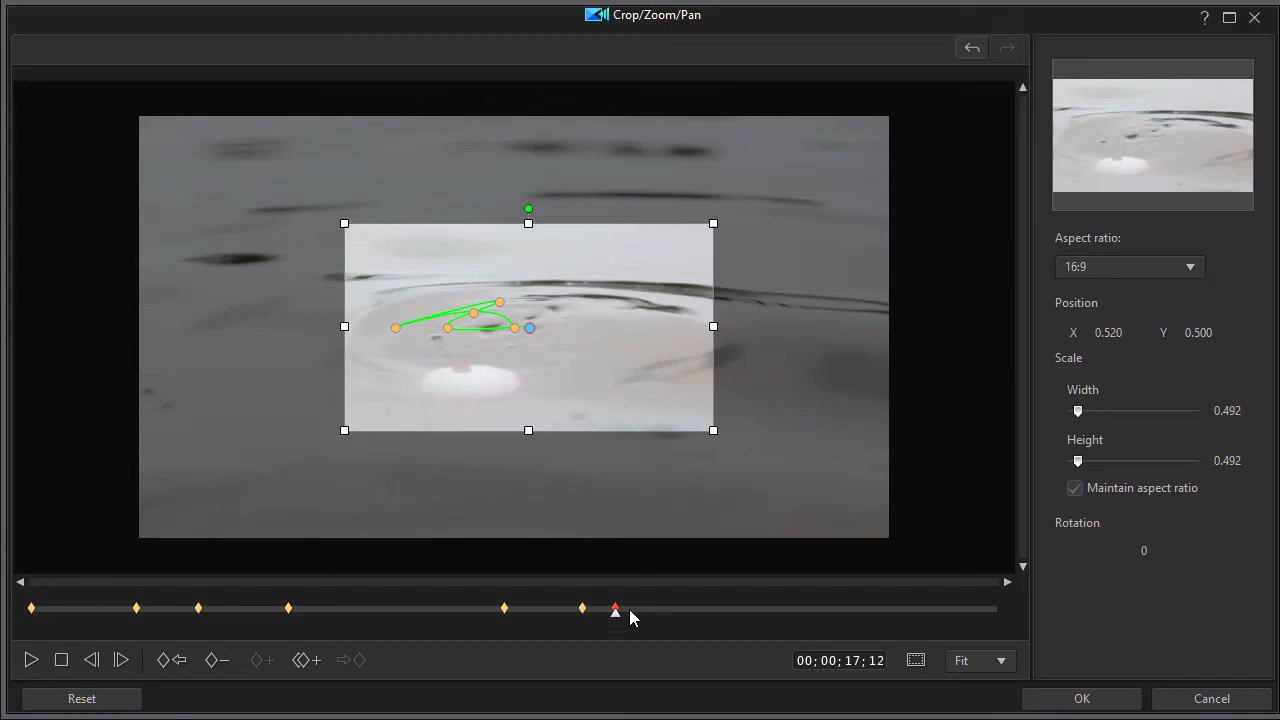 Crop/Zoom/Pan
?
Aspect ratio:
16:9
Position
X 0.520 Y 0.500
Scale
Width
0.492
Height
0.492
Maintain aspect ratio
Rotation
0
00;00;17;12
Fit
Reset
OK
Cancel